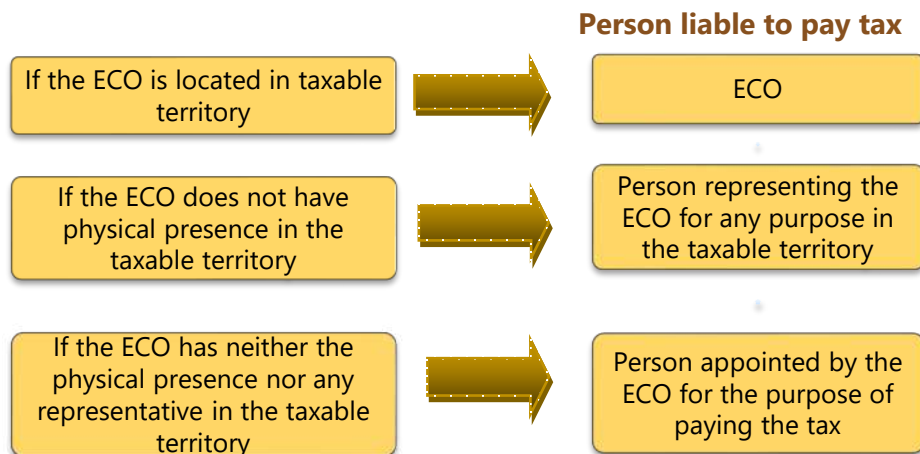 Person liable to pay tax
If the ECO is located in taxable
territory
ECO
If the ECO does not have
physical presence in the
taxable territory
Person representing the
ECO for any purpose in
the taxable territory
If the ECO has neither the
physical presence nor any
representative in the taxable
territory
Person appointed by the
ECO for the purpose of
paying the tax